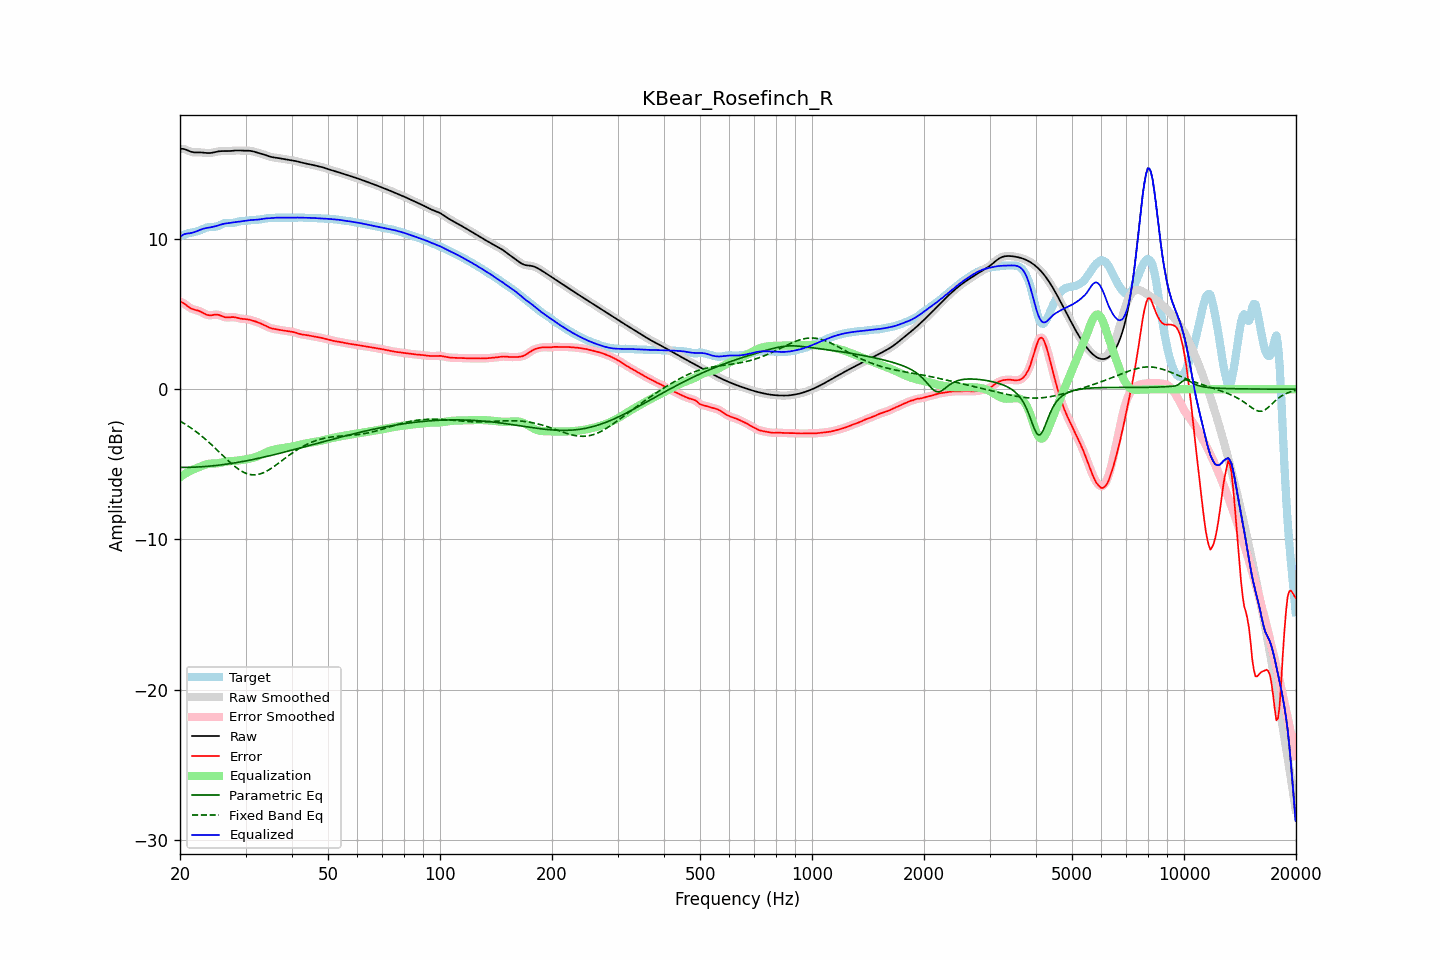 KBear_Rosefinch_R
10
0
−10
−20
−30
Amplitude (dBr)
Target
Raw Smoothed
Error Smoothed
Raw
Error
Equalization
Parametric Eq
Fixed Band Eq
Equalized
20 50 100 200 500 1000 2000 5000 10000 20000
Frequency (Hz)